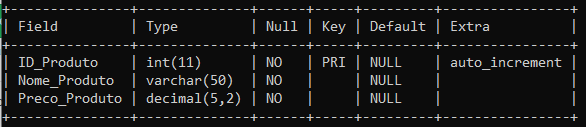 +---------------+--------------+------+-----+---------+----------------+
| Field         | Type         | Null | Key | Default | Extra          |
+---------------+--------------+------+-----+---------+----------------+
| ID_Produto    | int(11)      | NO   | PRI | NULL    | auto_increment |
| Nome_Produto  | varchar(50)  | NO   |     | NULL    |                |
| Preco_Produto | decimal(5,2) | NO   |     | NULL    |                |
+---------------+--------------+------+-----+---------+----------------+